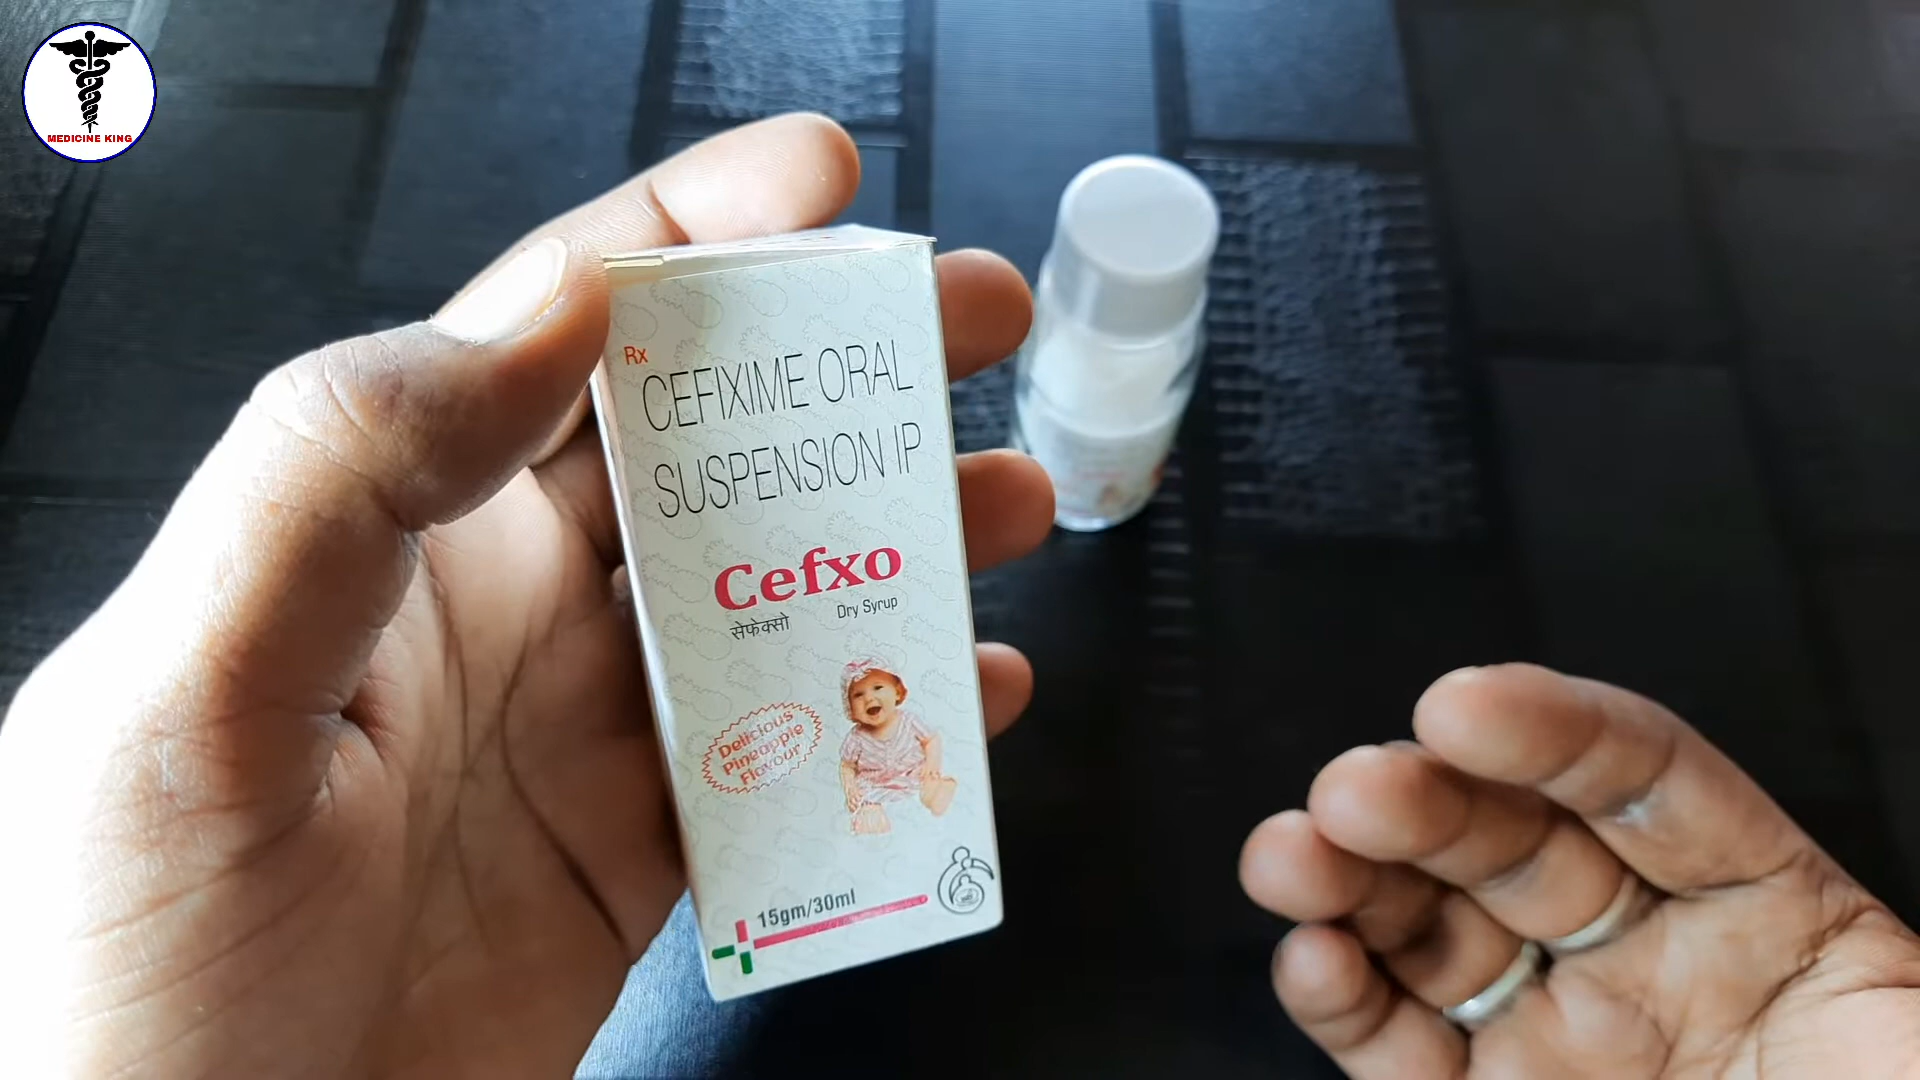 MEDICINE KING
Rx
CEFIXIME ORAL
SUSPENSION IP
Cefxo
सेफेक्सो
Dry Syrup
Delicious
Pineapple
Flavour
15gm/30ml